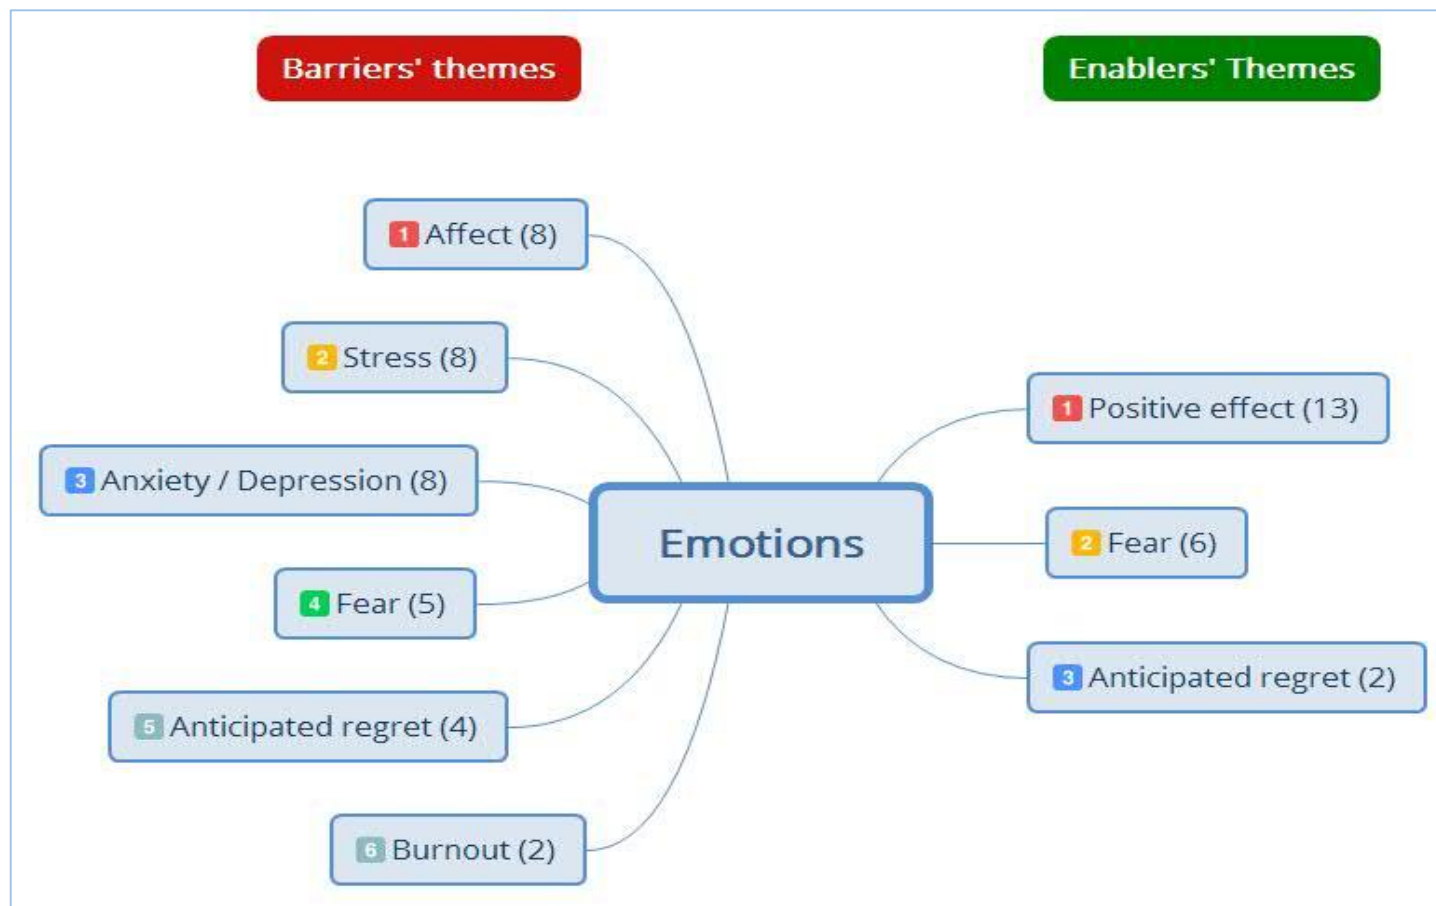 Barriers' themes
Enablers' Themes
1 Affect (8)
2 Stress (8)
3 Anxiety / Depression (8)
4 Fear (5)
5 Anticipated regret (4)
6 Burnout (2)
Emotions
1 Positive effect (13)
2 Fear (6)
3 Anticipated regret (2)